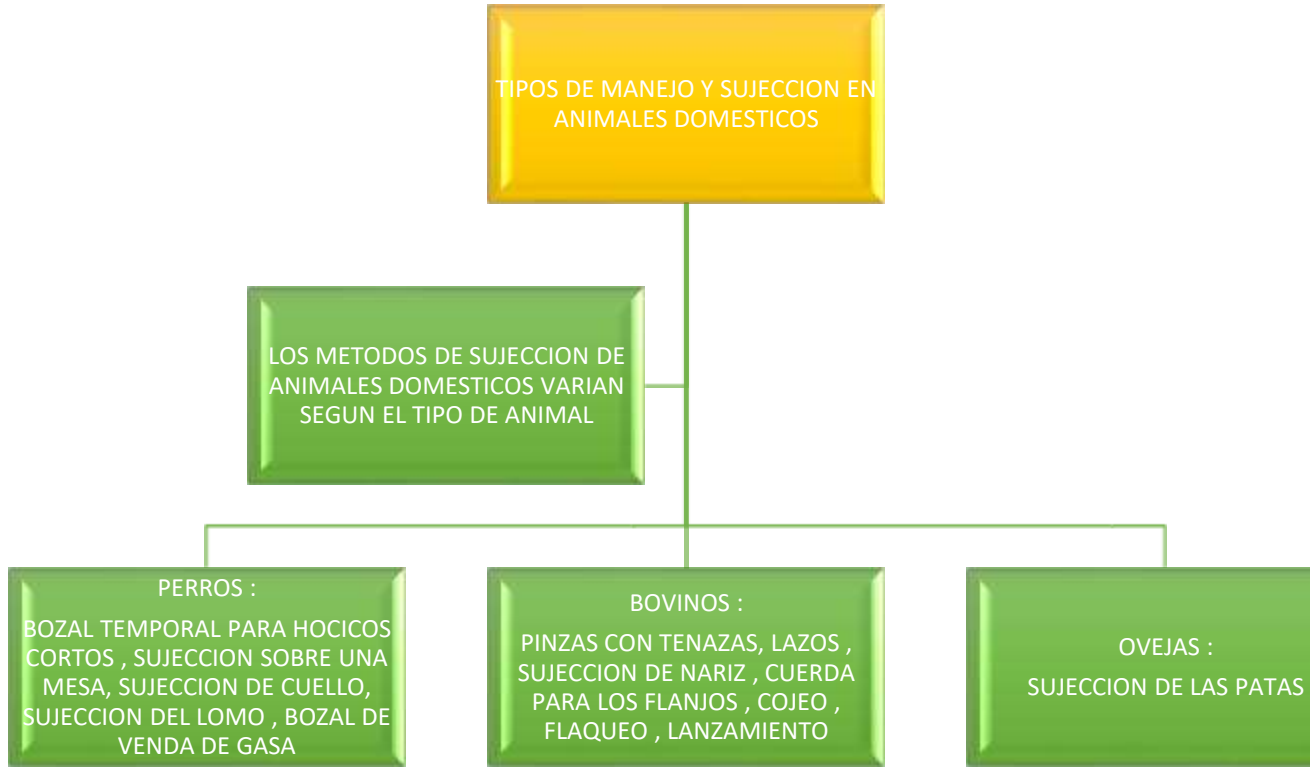 TIPOS DE MANEJO Y SUJECCION EN
ANIMALES DOMESTICOS
LOS METODOS DE SUJECCION DE
ANIMALES DOMESTICOS VARIAN
SEGUN EL TIPO DE ANIMAL
PERROS :
BOZAL TEMPORAL PARA HOCICOS
CORTOS , SUJECCION SOBRE UNA
MESA, SUJECCION DE CUELLO,
SUJECCION DEL LOMO , BOZAL DE
VENDA DE GASA
BOVINOS :
PINZAS CON TENAZAS, LAZOS ,
SUJECCION DE NARIZ , CUERDA
PARA LOS FLANJOS , COJEO ,
FLAQUEO , LANZAMIENTO
OVEJAS :
SUJECCION DE LAS PATAS